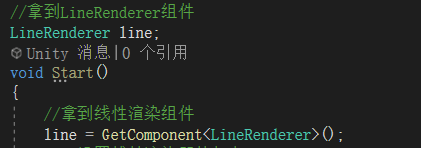 //拿到LineRenderer组件
LineRenderer line;
Unity 消息|0 个引用
void Start()
{
//拿到线性渲染组件
line = GetComponent<LineRenderer>();